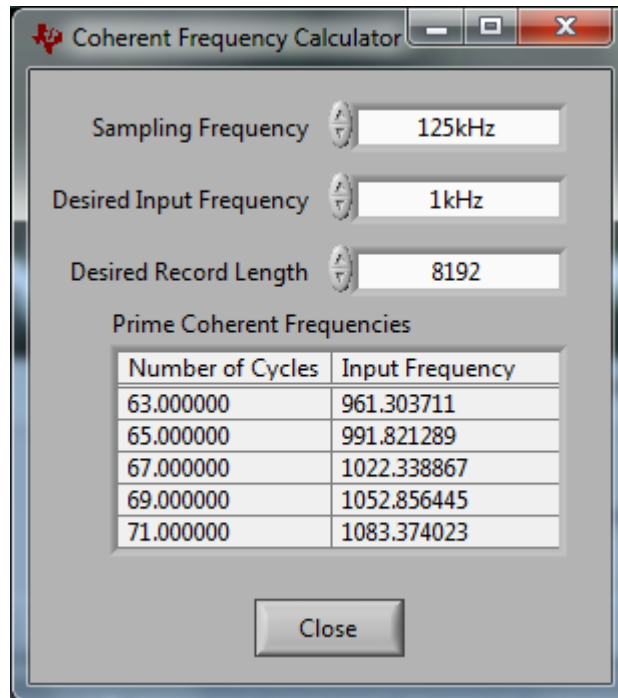 Coherent Frequency Calculator
Sampling Frequency 125kHz
Desired Input Frequency 1kHz
Desired Record Length 8192
Prime Coherent Frequencies
Number of Cycles Input Frequency
63.000000 961.303711
65.000000 991.821289
67.000000 1022.338867
69.000000 1052.856445
71.000000 1083.374023
Close